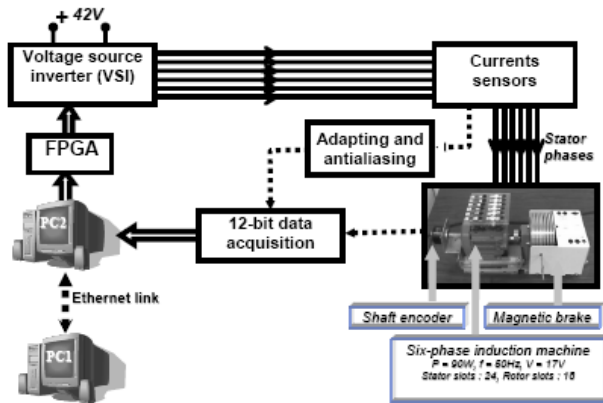 + 42V
Voltage source
inverter (VSI)
Currents
sensors
Adapting and
antialiasing
Stator
phases
FPGA
PC2
12-bit data
acquisition
Ethernet link
PC1
Shaft encoder
Magnetic brake
Six-phase induction machine
P = 90W, f = 50Hz, V = 17V
Stator slots : 24, Rotor slots : 16